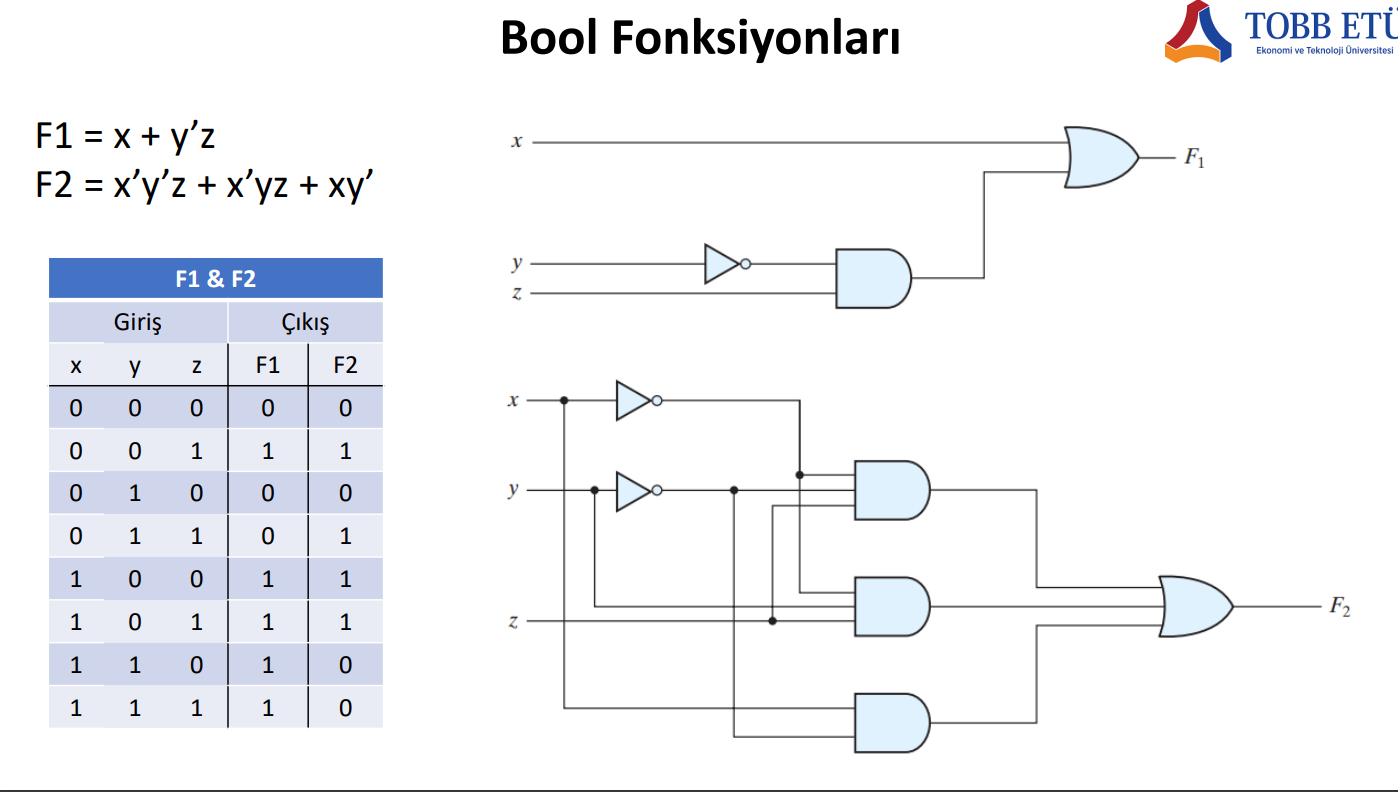 Bool Fonksiyonları
TOBB ETÜ
Ekonomi ve Teknoloji Üniversitesi
F1 = x + y’z
F2 = x’y’z + x’yz + xy’
F1 & F2
Giriş Çıkış
x y z F1 F2
0 0 0 0 0
0 0 1 1 1
0 1 0 0 0
0 1 1 0 1
1 0 0 1 1
1 0 1 1 1
1 1 0 1 0
1 1 1 1 0
x
F₁
y
z
x
y
z
F₂